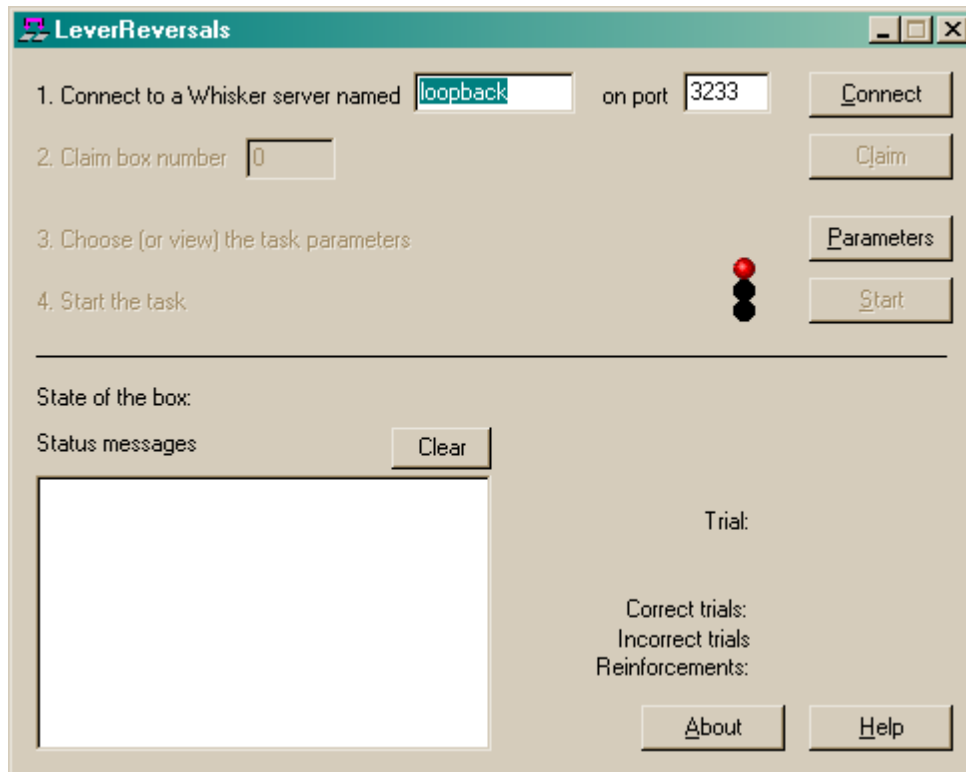 LeverReversals
1. Connect to a Whisker server named loopback on port 3233 Connect
2. Claim box number 0 Claim
3. Choose (or view) the task parameters Parameters
4. Start the task Start
State of the box:
Status messages Clear
Trial:
Correct trials:
Incorrect trials
Reinforcements:
About Help